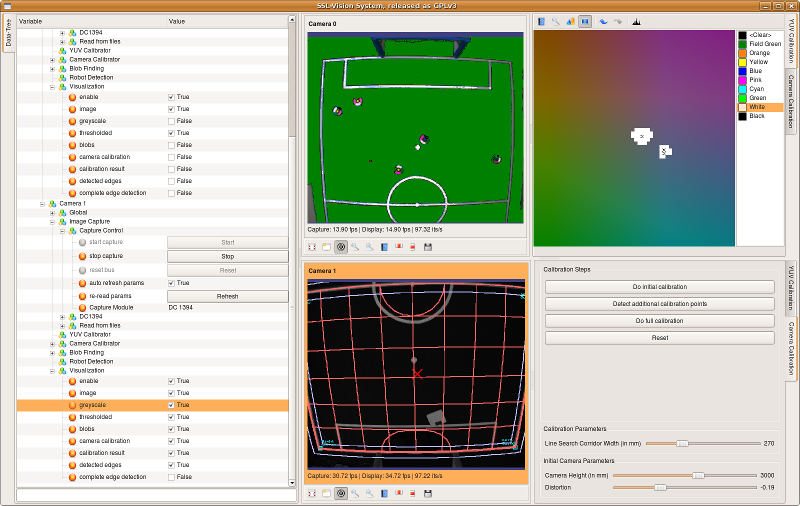 SSL-Vision System, released as GPLv3
Data-Tree
Variable Value
DC1394
Read from files
YUV Calibrator
Camera Calibrator
Blob Finding
Robot Detection
Visualization
enable True
image True
greyscale False
thresholded True
blobs False
camera calibration False
calibration result False
detected edges False
complete edge detection False
Camera 1
Global
Image Capture
Capture Control
start capture Start
stop capture Stop
reset bus Reset
auto refresh params True
re-read params Refresh
Capture Module DC 1394
DC1394
Read from files
YUV Calibrator
Camera Calibrator
Blob Finding
Robot Detection
Visualization
enable True
image True
greyscale True
thresholded True
blobs True
camera calibration True
calibration result True
detected edges True
complete edge detection False
Camera 0
Capture: 13.90 fps | Display: 14.90 fps | 97.32 its/s
Camera 1
Capture: 30.72 fps | Display: 34.72 fps | 97.22 its/s
<Clear>
Field Green
Orange
Yellow
Blue
Pink
Cyan
Green
White
Black
YUV Calibration
Camera Calibration
Calibration Steps
Do initial calibration
Detect additional calibration points
Do full calibration
Reset
Calibration Parameters
Line Search Corridor Width (in mm) 270
Initial Camera Parameters
Camera Height (in mm) 3000
Distortion -0.19
YUV Calibration
Camera Calibration